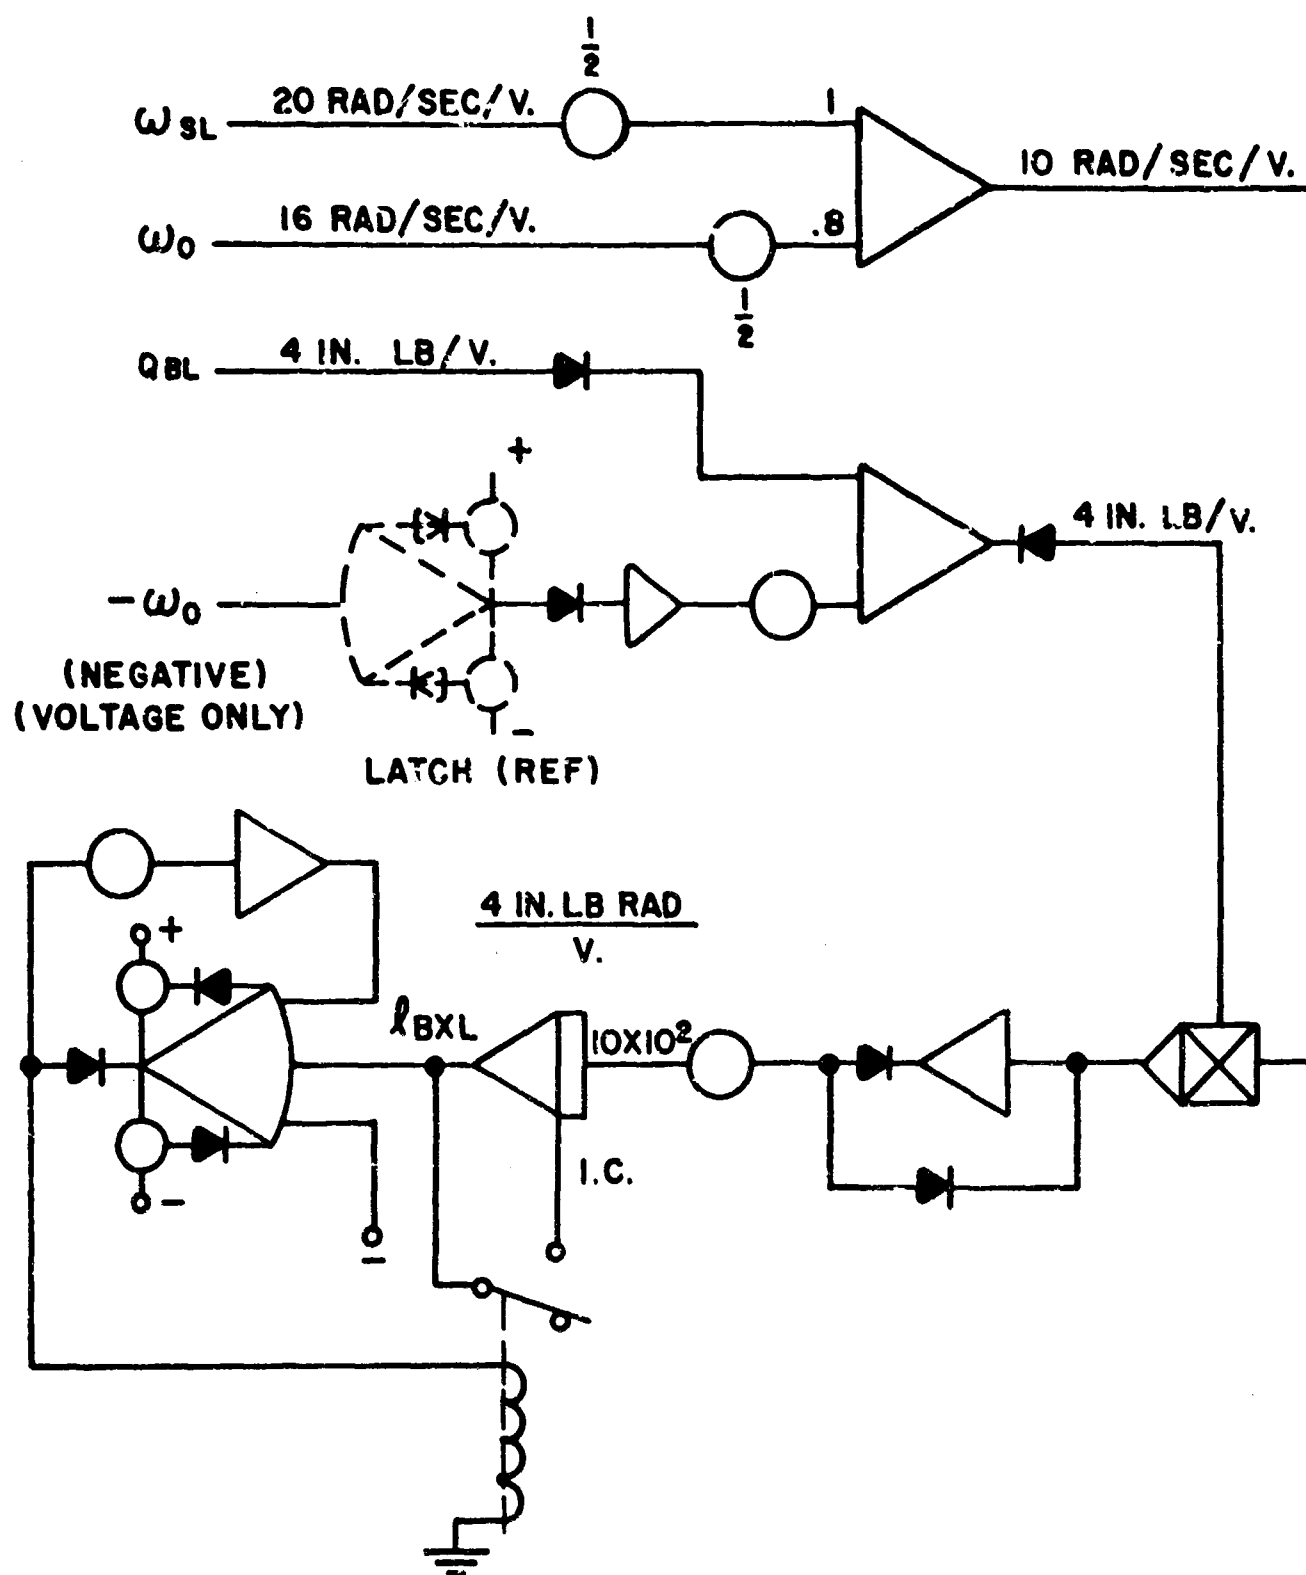 1/2
ω SL 20 RAD/SEC/V. 1
10 RAD/SEC/V.
ω0 16 RAD/SEC/V. .8
1/2
QBL 4 IN. LB/V.
+
4 IN. LB/V.
-ω0
(NEGATIVE)
(VOLTAGE ONLY)
-
LATCH (REF)
4 IN. LB RAD
V.
+
ℓBXL 10X10²
I.C.
-
-